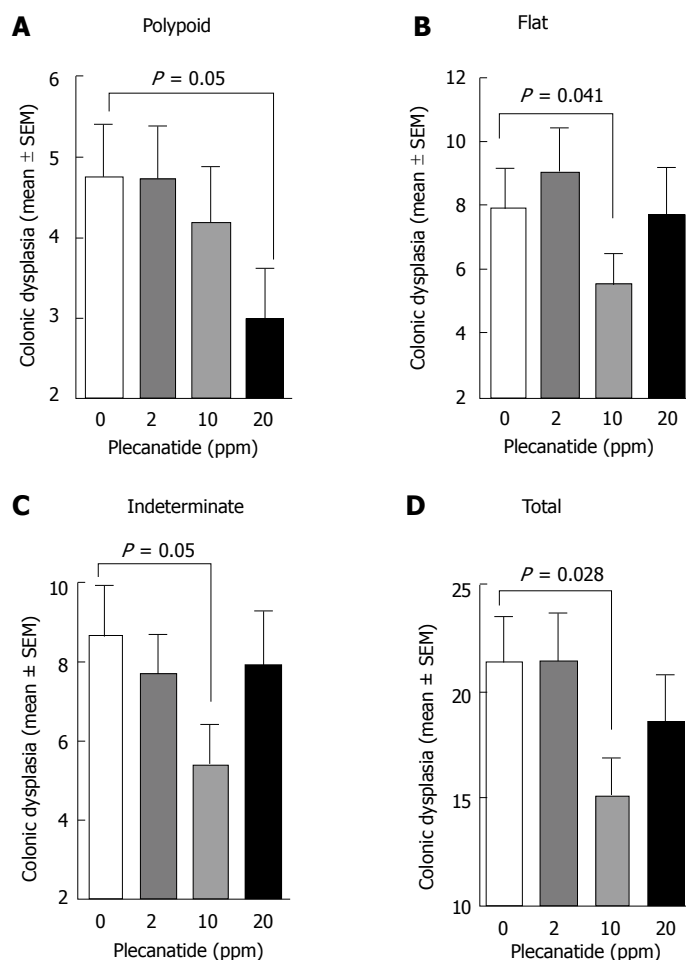 A
Polypoid
Colonic dysplasia (mean ± SEM)
6
5
4
3
2
P = 0.05
0 2 10 20
Plecanatide (ppm)
B
Flat
Colonic dysplasia (mean ± SEM)
12
10
8
6
4
2
P = 0.041
0 2 10 20
Plecanatide (ppm)
C
Indeterminate
Colonic dysplasia (mean ± SEM)
10
8
6
4
2
P = 0.05
0 2 10 20
Plecanatide (ppm)
D
Total
Colonic dysplasia (mean ± SEM)
25
20
15
10
P = 0.028
0 2 10 20
Plecanatide (ppm)